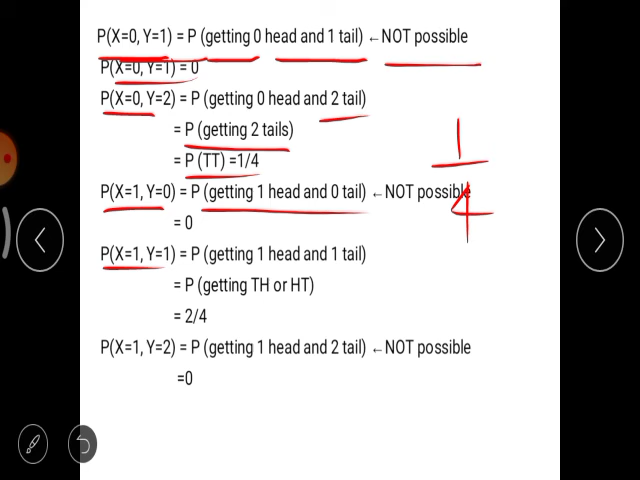 P(X=0, Y=1) = P (getting 0 head and 1 tail) ←NOT possible
P(X=0, Y=1) = 0
P(X=0, Y=2) = P (getting 0 head and 2 tail)
= P (getting 2 tails)
= P (TT) =1/4
1
4
P(X=1, Y=0) = P (getting 1 head and 0 tail) ←NOT possible
= 0
P(X=1, Y=1) = P (getting 1 head and 1 tail)
= P (getting TH or HT)
= 2/4
P(X=1, Y=2) = P (getting 1 head and 2 tail) ←NOT possible
=0